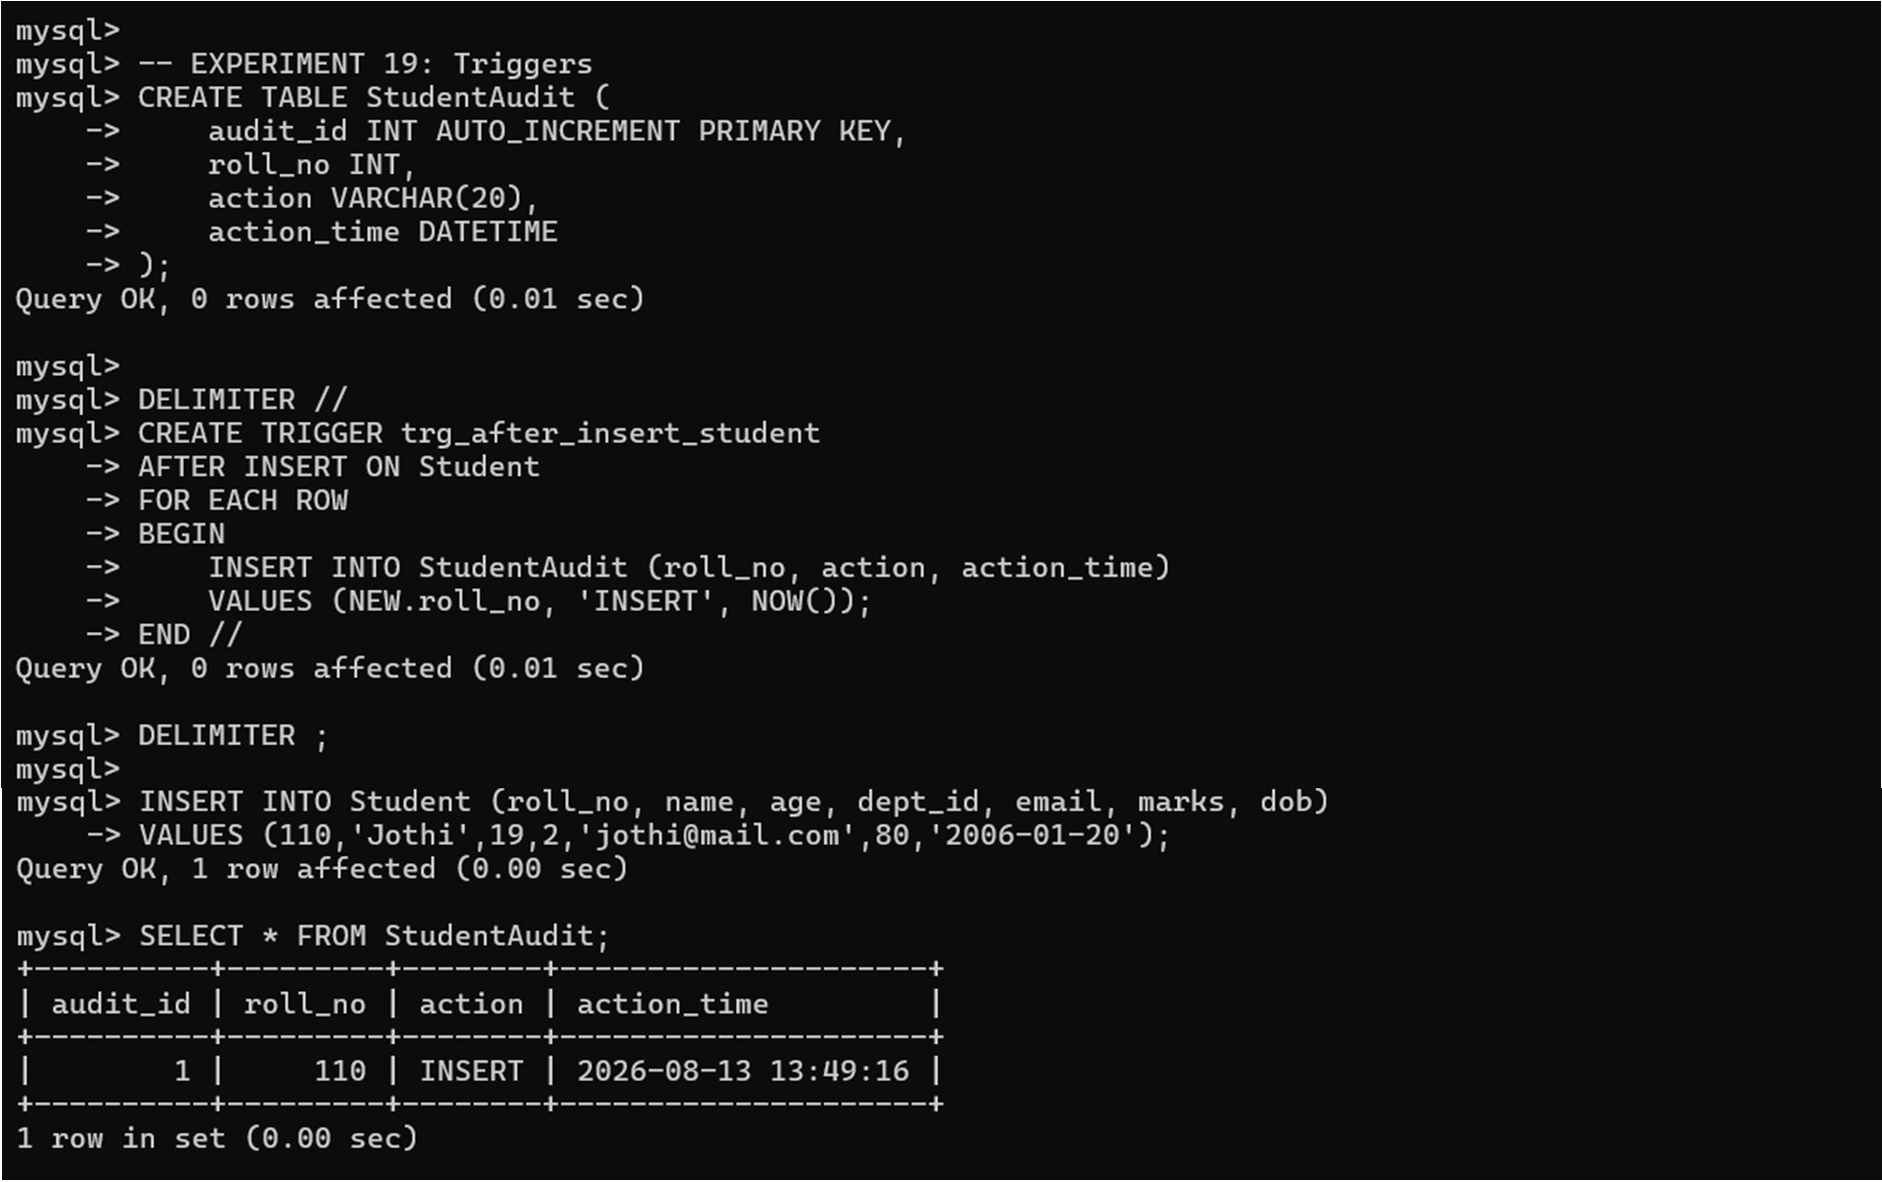 mysql>
mysql> -- EXPERIMENT 19: Triggers
mysql> CREATE TABLE StudentAudit (
    ->     audit_id INT AUTO_INCREMENT PRIMARY KEY,
    ->     roll_no INT,
    ->     action VARCHAR(20),
    ->     action_time DATETIME
    -> );
Query OK, 0 rows affected (0.01 sec)

mysql>
mysql> DELIMITER //
mysql> CREATE TRIGGER trg_after_insert_student
    -> AFTER INSERT ON Student
    -> FOR EACH ROW
    -> BEGIN
    ->     INSERT INTO StudentAudit (roll_no, action, action_time)
    ->     VALUES (NEW.roll_no, 'INSERT', NOW());
    -> END //
Query OK, 0 rows affected (0.01 sec)

mysql> DELIMITER ;
mysql>
mysql> INSERT INTO Student (roll_no, name, age, dept_id, email, marks, dob)
    -> VALUES (110,'Jothi',19,2,'jothi@mail.com',80,'2006-01-20');
Query OK, 1 row affected (0.00 sec)

mysql> SELECT * FROM StudentAudit;
+----------+---------+--------+---------------------+
| audit_id | roll_no | action | action_time         |
+----------+---------+--------+---------------------+
|        1 |     110 | INSERT | 2026-08-13 13:49:16 |
+----------+---------+--------+---------------------+
1 row in set (0.00 sec)